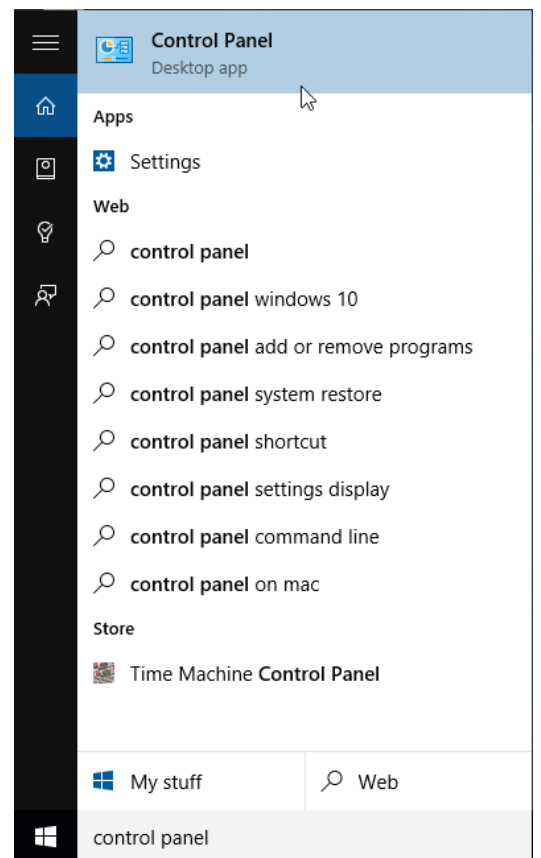 Control Panel
Desktop app
Apps
Settings
Web
control panel
control panel windows 10
control panel add or remove programs
control panel system restore
control panel shortcut
control panel settings display
control panel command line
control panel on mac
Store
Time Machine Control Panel
My stuff
Web
control panel